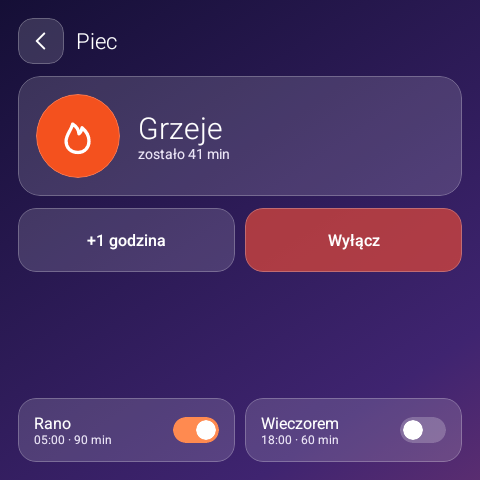 Piec
Grzeje
zostało 41 min
+1 godzina
Wyłącz
Rano
05:00 · 90 min
Wieczorem
18:00 · 60 min